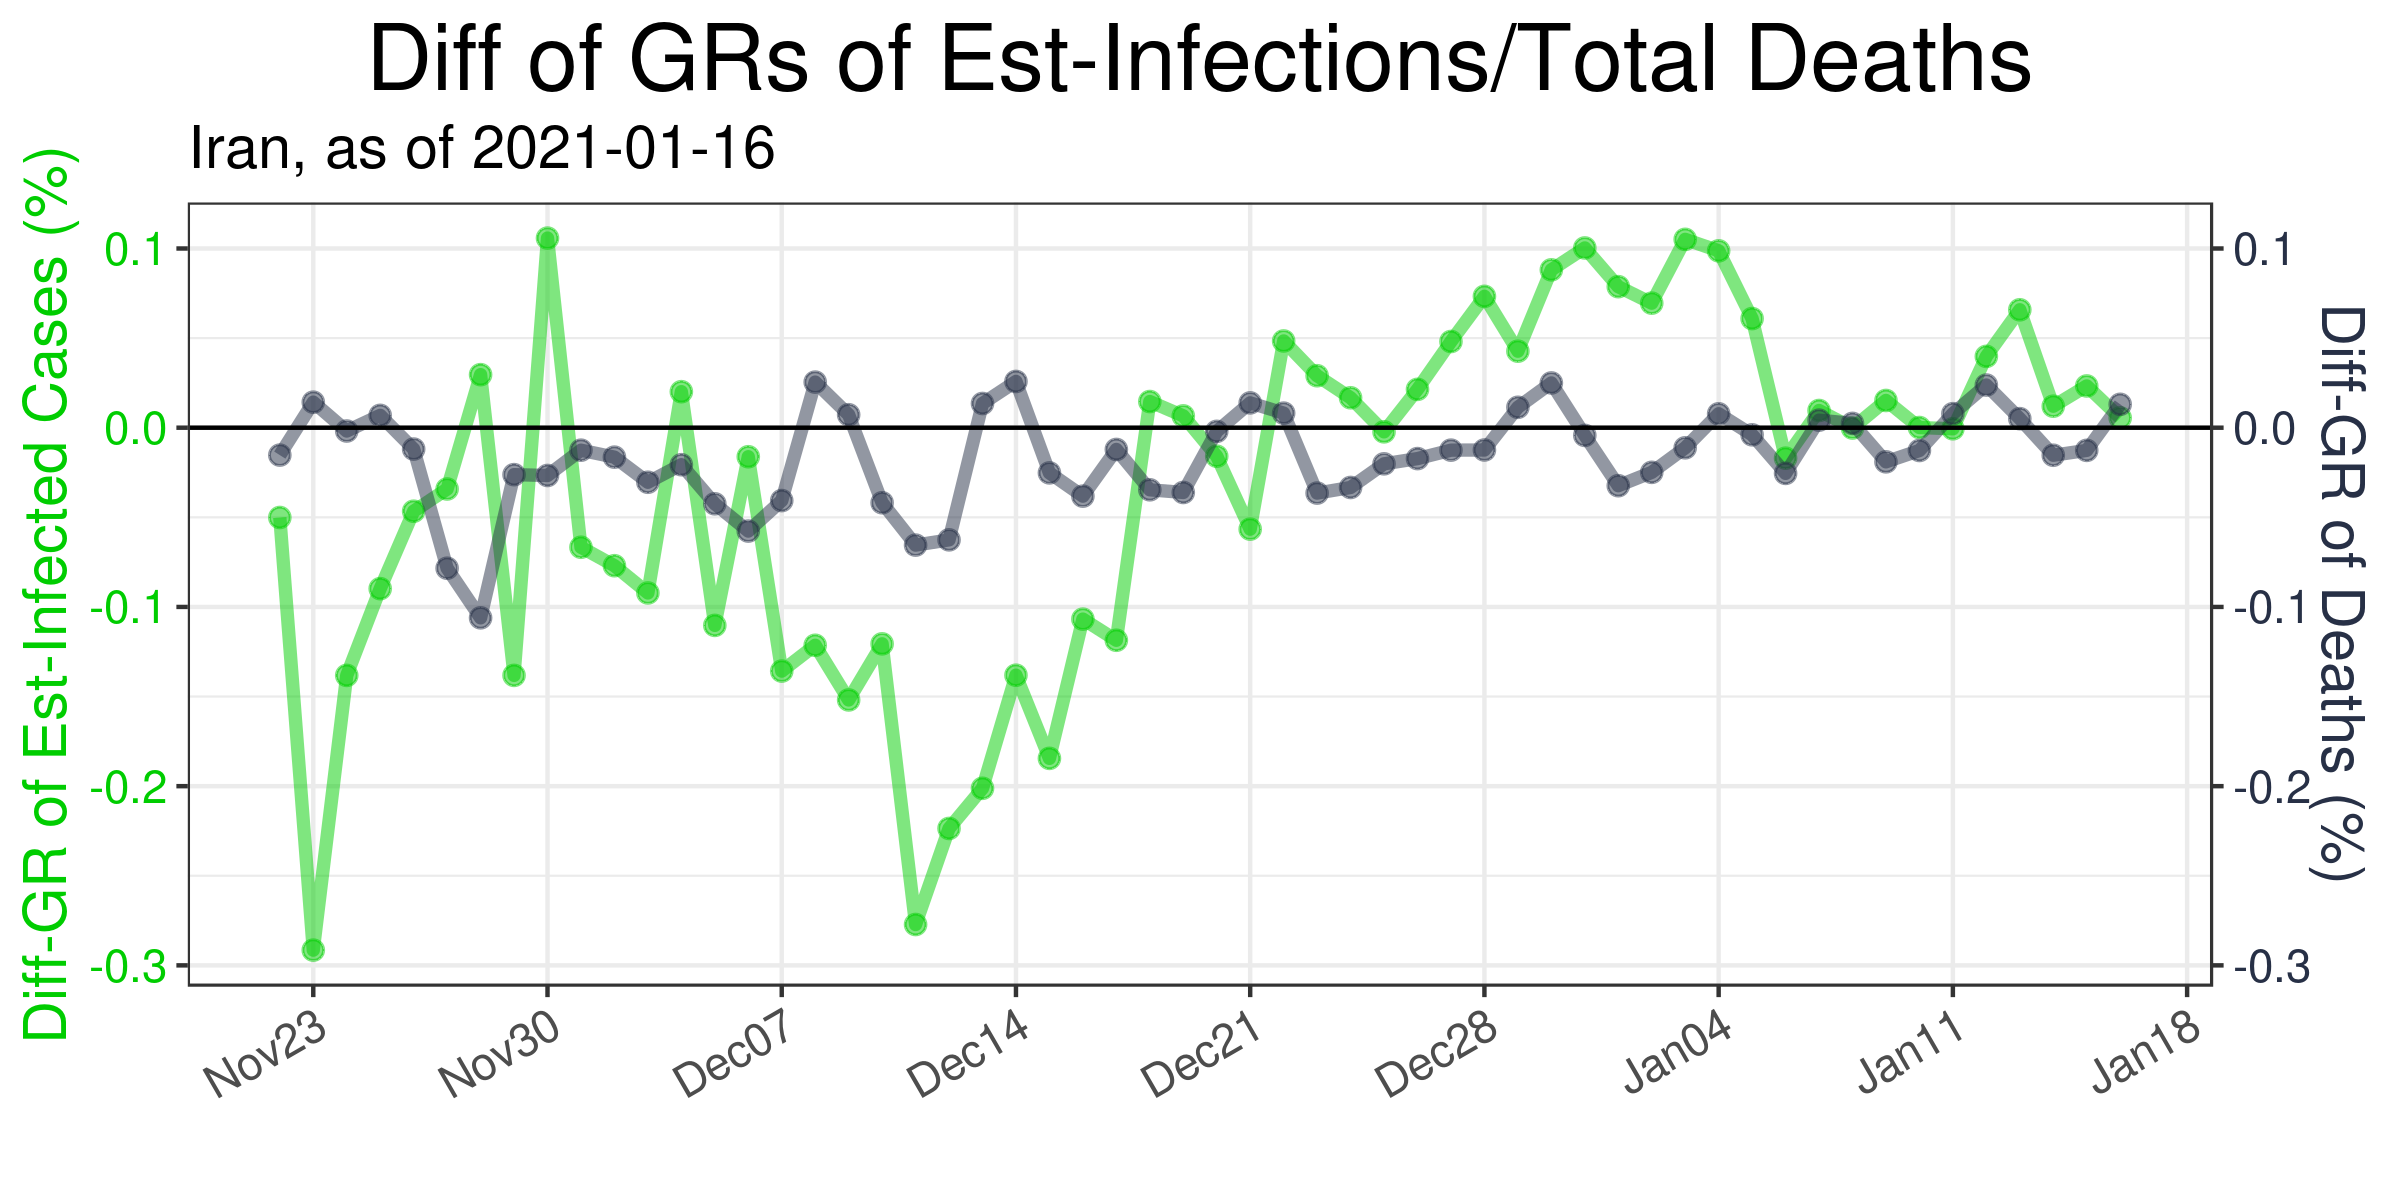 Diff of GRs of Est-Infections/Total Deaths
Iran, as of 2021-01-16
Diff-GR of Est-Infected Cases (%)
0.1
0.0
-0.1
-0.2
-0.3
0.1
0.0
-0.1
-0.2
-0.3
Diff-GR of Deaths (%)
Nov23
Nov30
Dec07
Dec14
Dec21
Dec28
Jan04
Jan11
Jan18